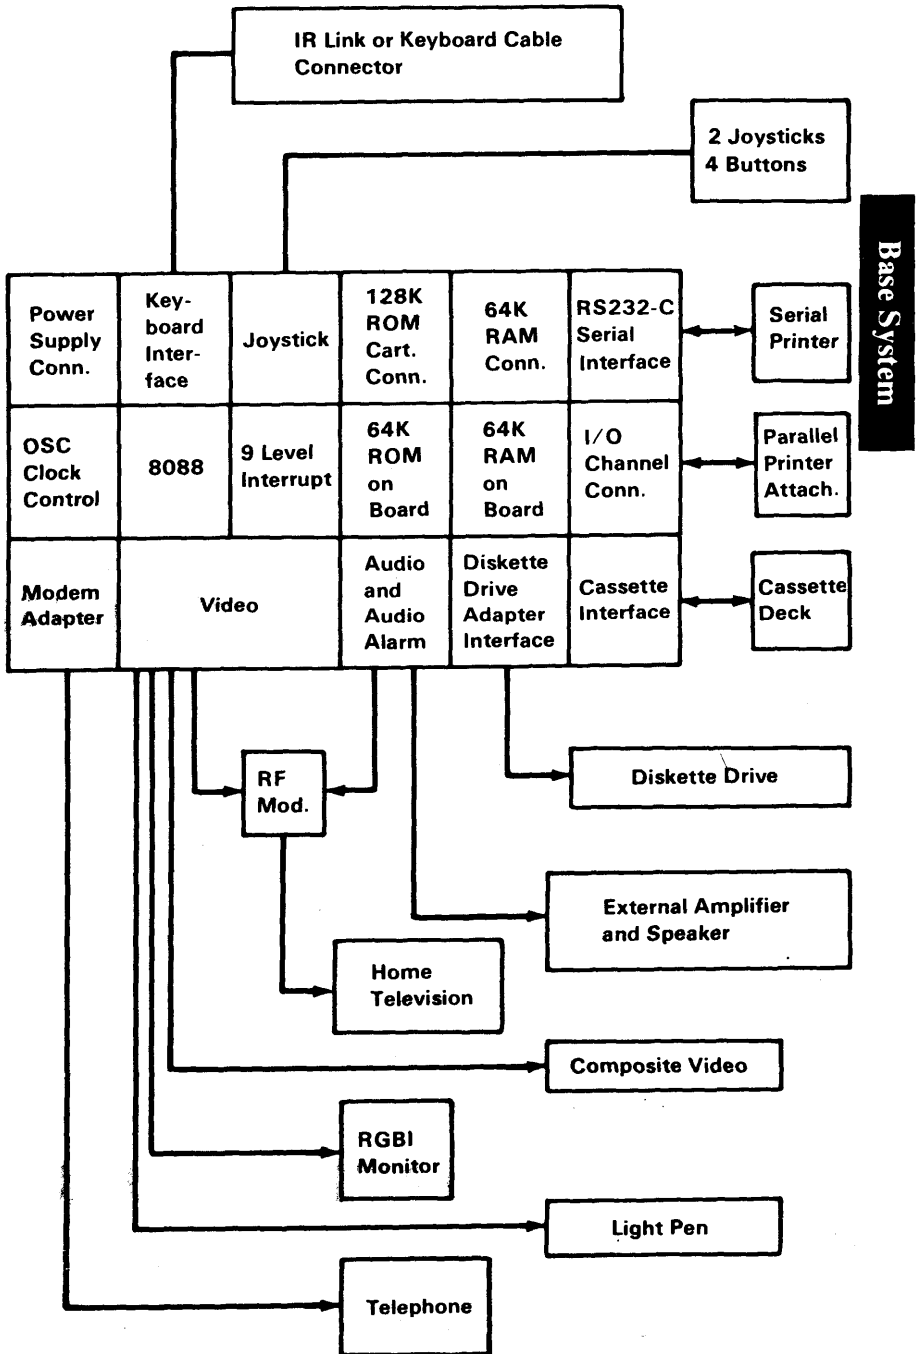 IR Link or Keyboard Cable
Connector
2 Joysticks
4 Buttons
Base System
Power
Supply
Conn.
Key-
board
Inter-
face
Joystick
128K
ROM
Cart.
Conn.
64K
RAM
Conn.
RS232-C
Serial
Interface
Serial
Printer
OSC
Clock
Control
8088
9 Level
Interrupt
64K
ROM
on
Board
64K
RAM
on
Board
I/O
Channel
Conn.
Parallel
Printer
Attach.
Modem
Adapter
Video
Audio
and
Audio
Alarm
Diskette
Drive
Adapter
Interface
Cassette
Interface
Cassette
Deck
RF
Mod.
Diskette Drive
External Amplifier
and Speaker
Home
Television
Composite Video
RGBI
Monitor
Light Pen
Telephone